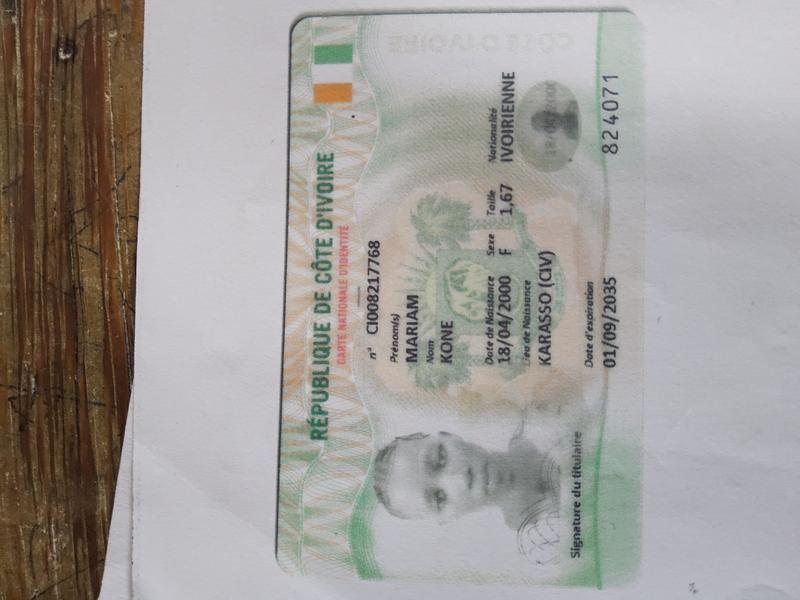 RÉPUBLIQUE DE CÔTE D'IVOIRE
CARTE NATIONALE D'IDENTITÉ
n° CI008217768
Prénom(s)
MARIAM
Nom
KONE
Date de Naissance Sexe Taille Nationalité
18/04/2000 F 1,67 IVOIRIENNE
Lieu de Naissance
KARASSO (CIV)
Date d'expiration
01/09/2035
824071
Signature du titulaire
CÔTE D'IVOIRE